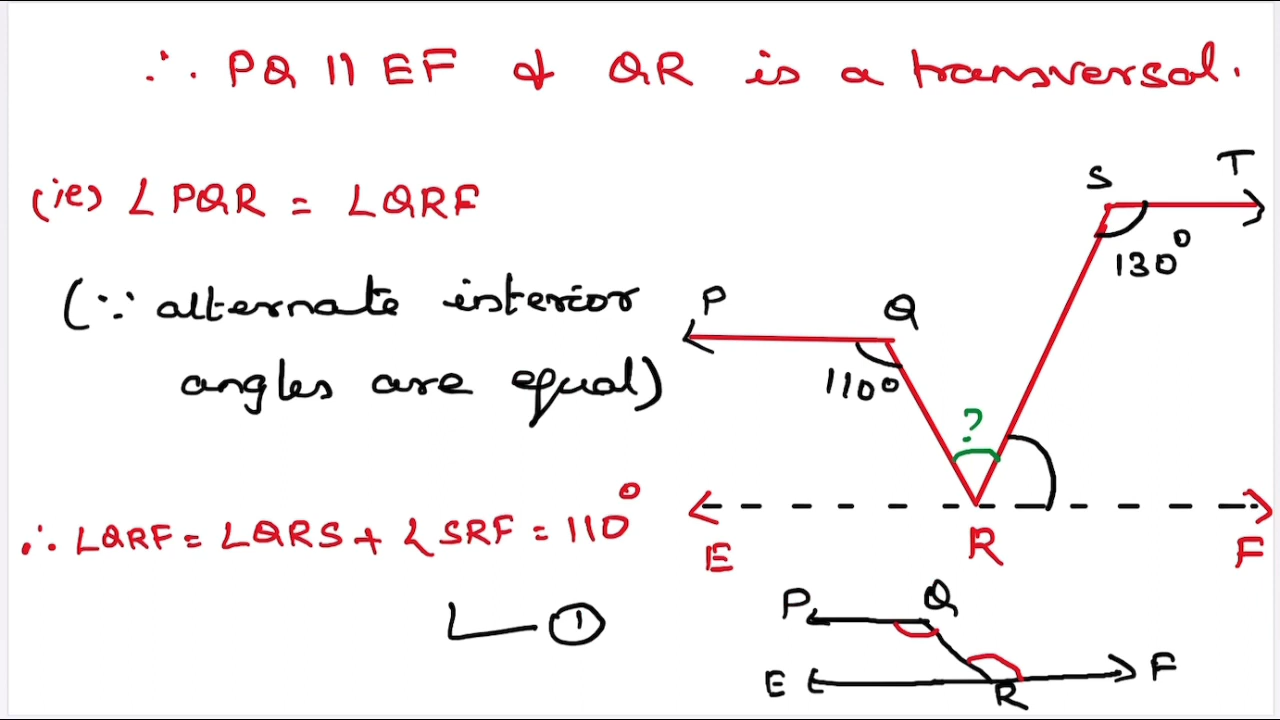 ∴ PQ || EF & QR is a transversal.
(ie) ∠PQR = ∠QRF
(∵ alternate interior
angles are equal)
∴ ∠QRF = ∠QRS + ∠SRF = 110°
①
S T
130°
P Q
110°
?
E R F
P Q
E R F